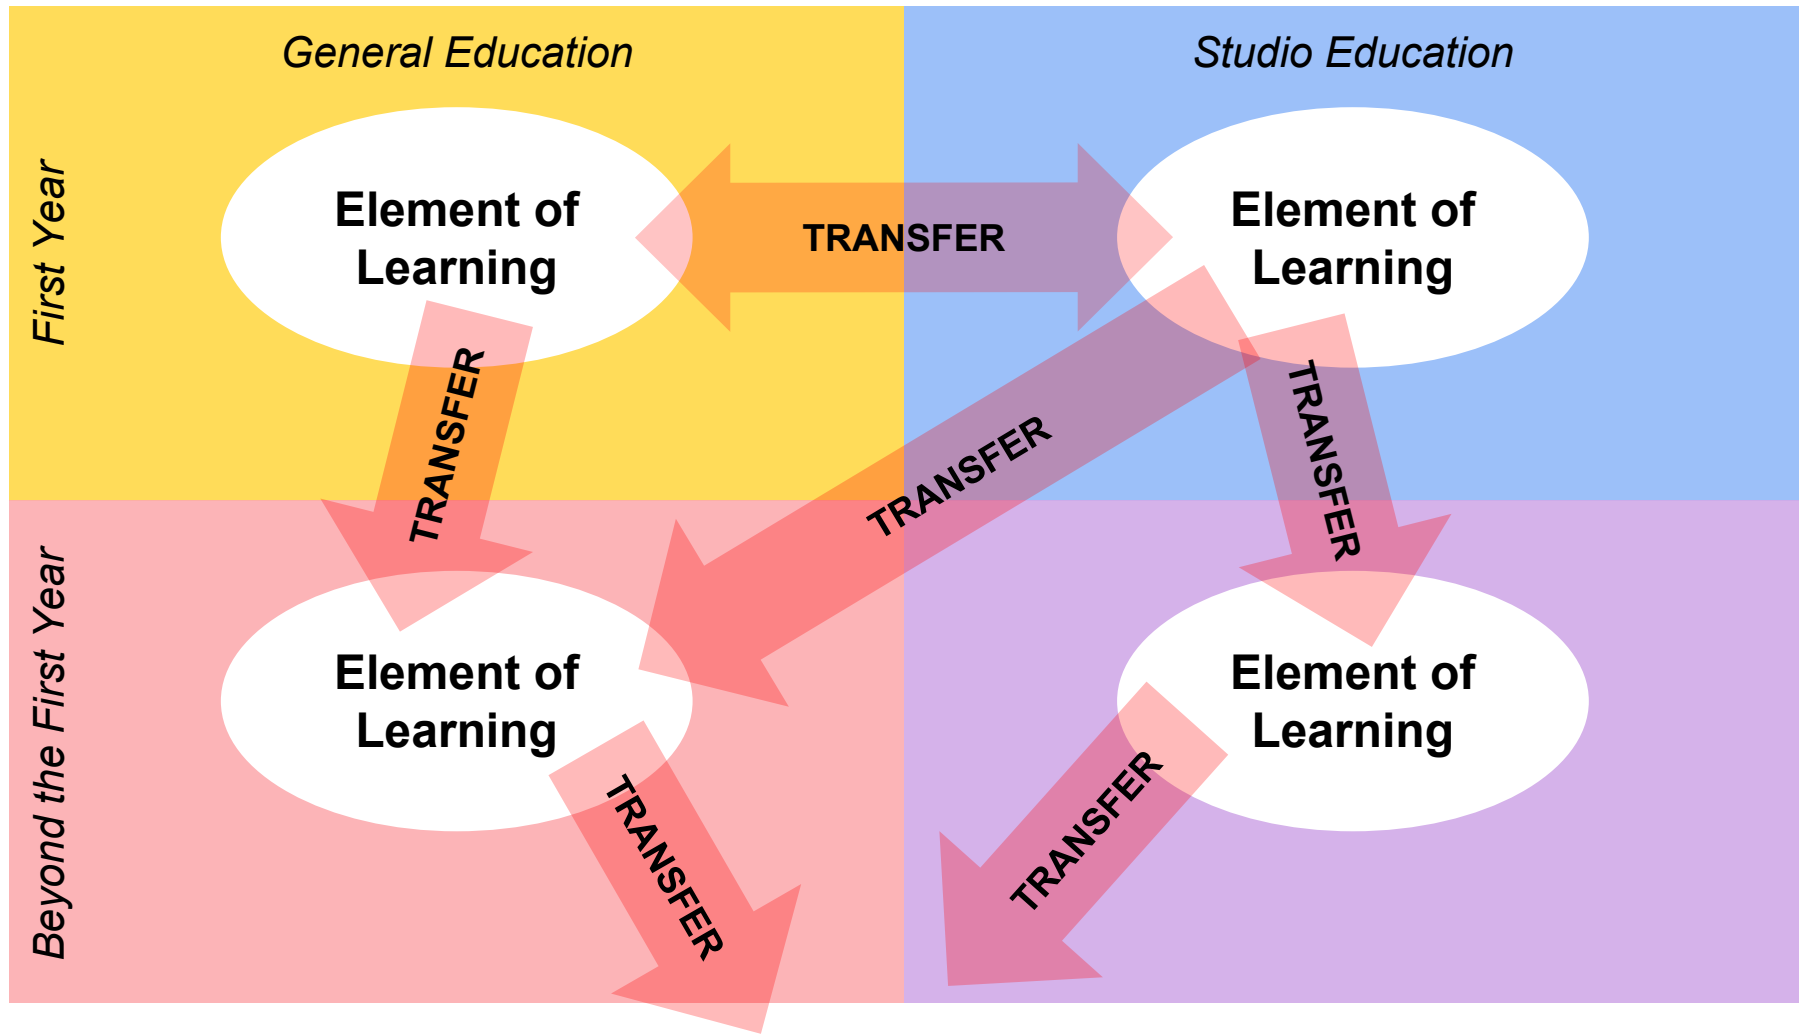 General Education
Studio Education
First Year
Element of
Learning
TRANSFER
Element of
Learning
TRANSFER
TRANSFER
TRANSFER
Beyond the First Year
Element of
Learning
Element of
Learning
TRANSFER
TRANSFER